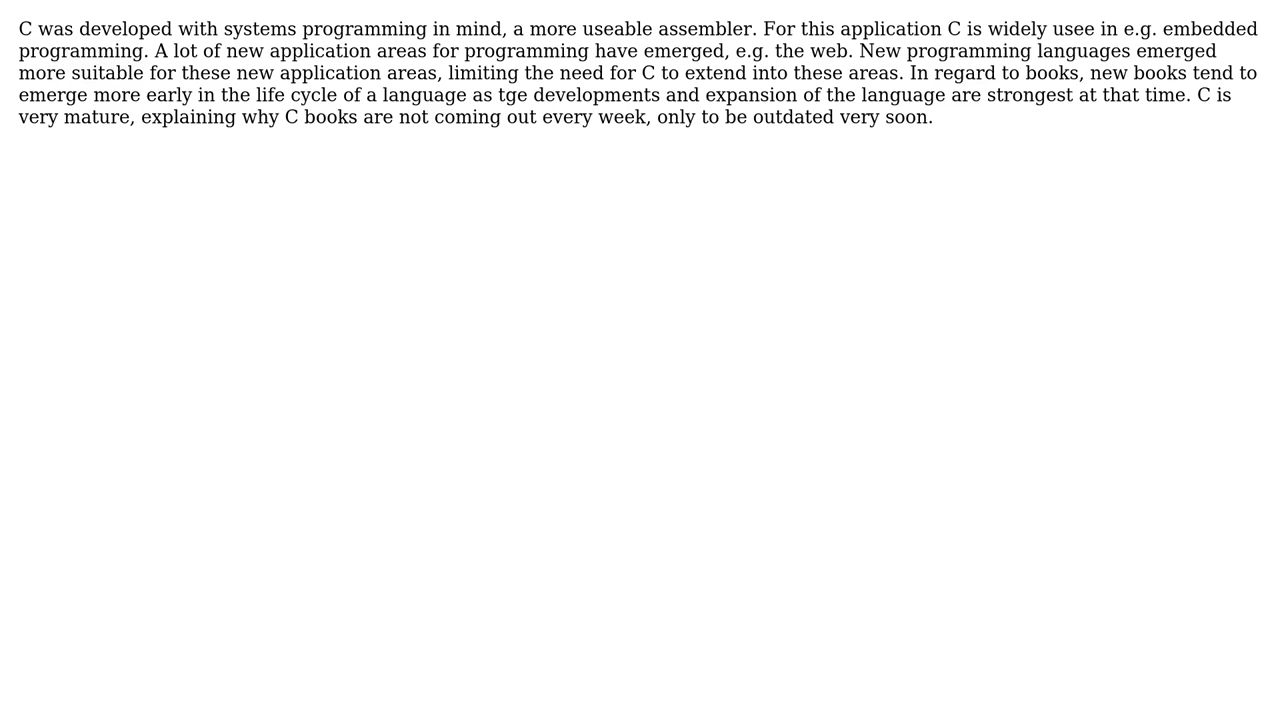 C was developed with systems programming in mind, a more useable assembler. For this application C is widely usee in e.g. embedded
programming. A lot of new application areas for programming have emerged, e.g. the web. New programming languages emerged
more suitable for these new application areas, limiting the need for C to extend into these areas. In regard to books, new books tend to
emerge more early in the life cycle of a language as tge developments and expansion of the language are strongest at that time. C is
very mature, explaining why C books are not coming out every week, only to be outdated very soon.